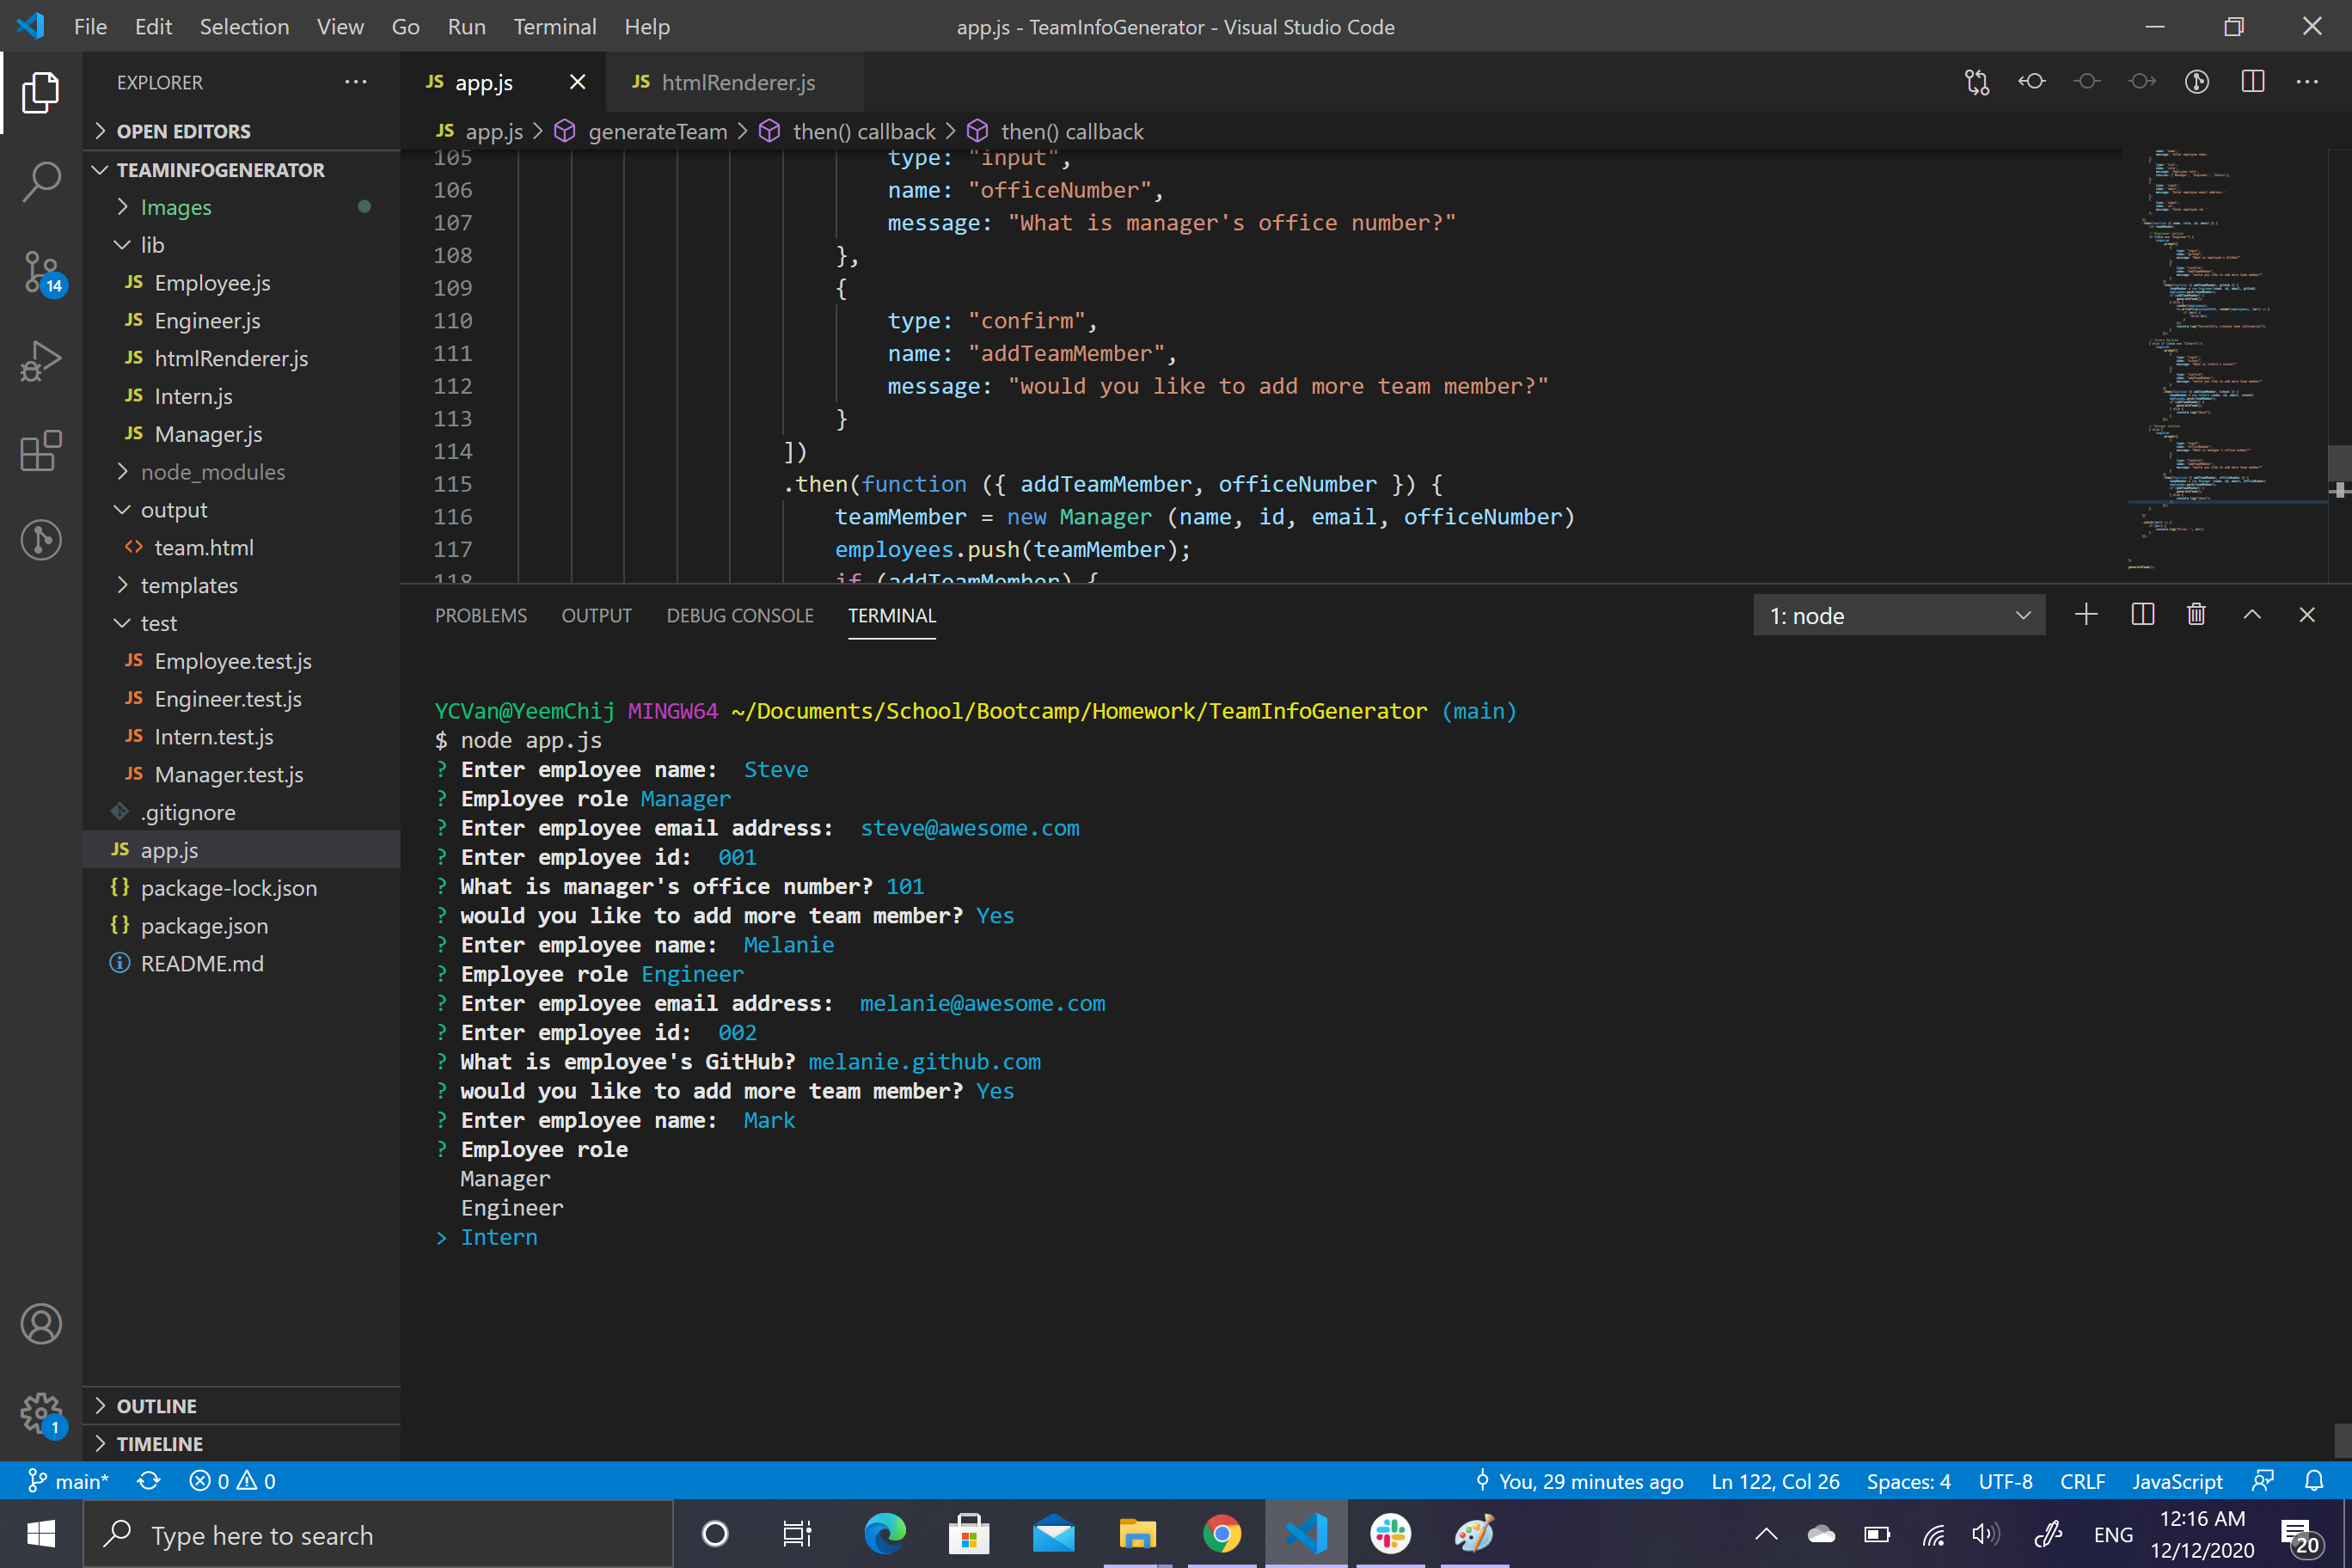 File Edit Selection View Go Run Terminal Help
app.js - TeamInfoGenerator - Visual Studio Code
EXPLORER
OPEN EDITORS
TEAMINFOGENERATOR
Images
lib
JS Employee.js
JS Engineer.js
JS htmlRenderer.js
JS Intern.js
JS Manager.js
node_modules
output
<> team.html
templates
test
JS Employee.test.js
JS Engineer.test.js
JS Intern.test.js
JS Manager.test.js
.gitignore
JS app.js
{} package-lock.json
{} package.json
README.md
OUTLINE
TIMELINE
14
1
JS app.js
JS htmlRenderer.js
JS app.js > generateTeam > then() callback > then() callback
105 type: "input",
106 name: "officeNumber",
107 message: "What is manager's office number?"
108 },
109 {
110 type: "confirm",
111 name: "addTeamMember",
112 message: "would you like to add more team member?"
113 }
114 ])
115 .then(function ({ addTeamMember, officeNumber }) {
116 teamMember = new Manager (name, id, email, officeNumber)
117 employees.push(teamMember);
118 if (addTeamMember) {
PROBLEMS OUTPUT DEBUG CONSOLE TERMINAL
1: node
YCVan@YeemChij MINGW64 ~/Documents/School/Bootcamp/Homework/TeamInfoGenerator (main)
$ node app.js
? Enter employee name:  Steve
? Employee role Manager
? Enter employee email address:  steve@awesome.com
? Enter employee id:  001
? What is manager's office number? 101
? would you like to add more team member? Yes
? Enter employee name:  Melanie
? Employee role Engineer
? Enter employee email address:  melanie@awesome.com
? Enter employee id:  002
? What is employee's GitHub? melanie.github.com
? would you like to add more team member? Yes
? Enter employee name:  Mark
? Employee role
Manager
Engineer
> Intern
main* 0 0
You, 29 minutes ago Ln 122, Col 26 Spaces: 4 UTF-8 CRLF JavaScript
Type here to search
ENG
12:16 AM
12/12/2020
20